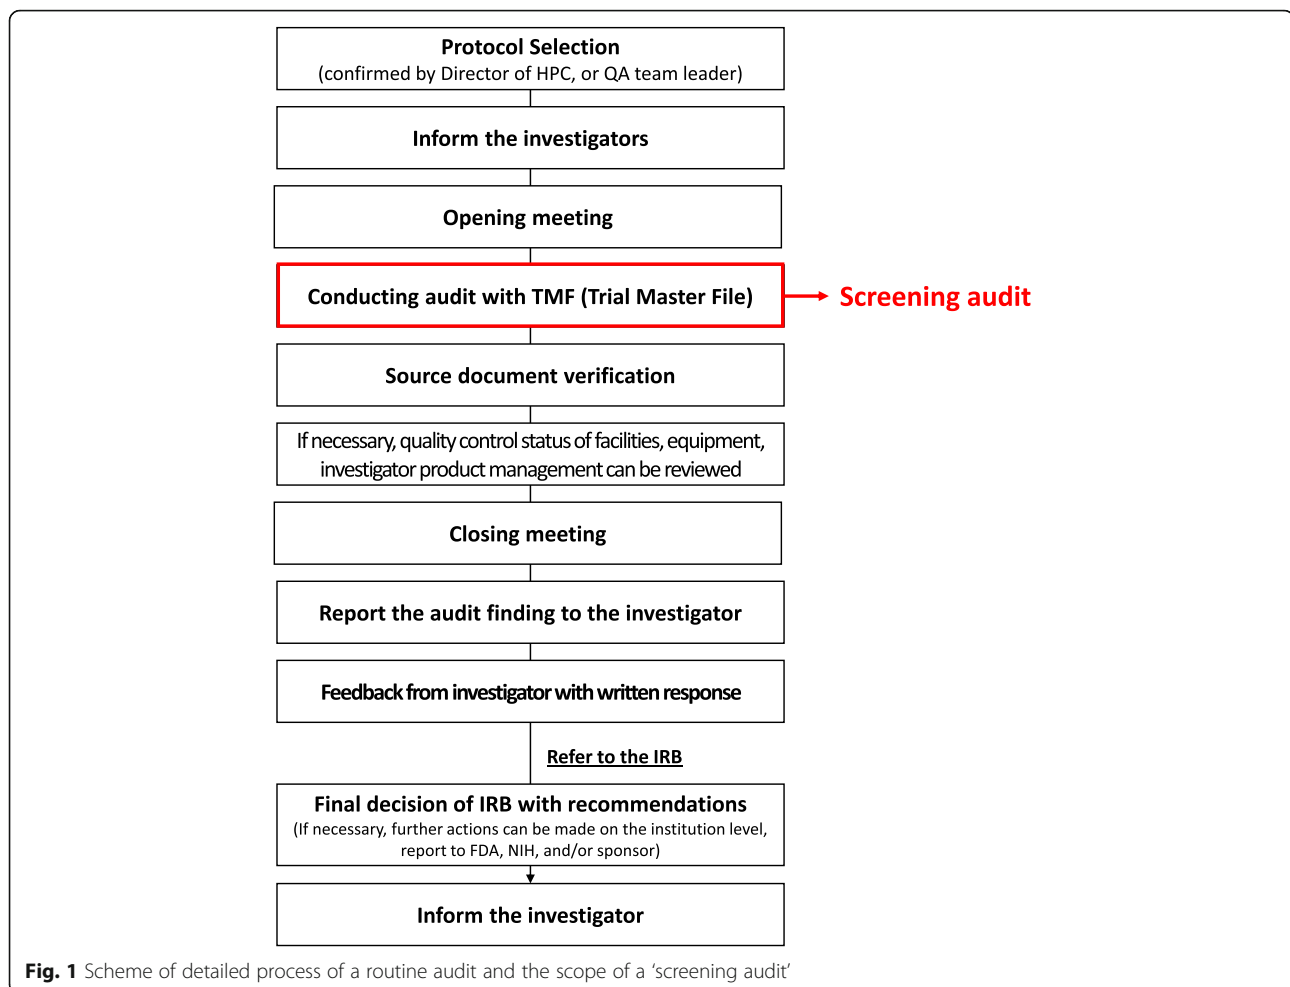 Protocol Selection
(confirmed by Director of HPC, or QA team leader)
Inform the investigators
Opening meeting
Conducting audit with TMF (Trial Master File)
Screening audit
Source document verification
If necessary, quality control status of facilities, equipment,
investigator product management can be reviewed
Closing meeting
Report the audit finding to the investigator
Feedback from investigator with written response
Refer to the IRB
Final decision of IRB with recommendations
(If necessary, further actions can be made on the institution level,
report to FDA, NIH, and/or sponsor)
Inform the investigator
Fig. 1 Scheme of detailed process of a routine audit and the scope of a ‘screening audit’